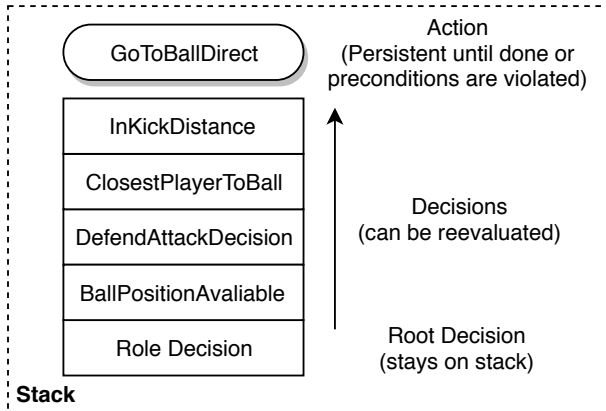 GoToBallDirect
Action
(Persistent until done or
preconditions are violated)
InKickDistance
ClosestPlayerToBall
DefendAttackDecision
BallPositionAvaliable
Role Decision
Decisions
(can be reevaluated)
Root Decision
(stays on stack)
Stack